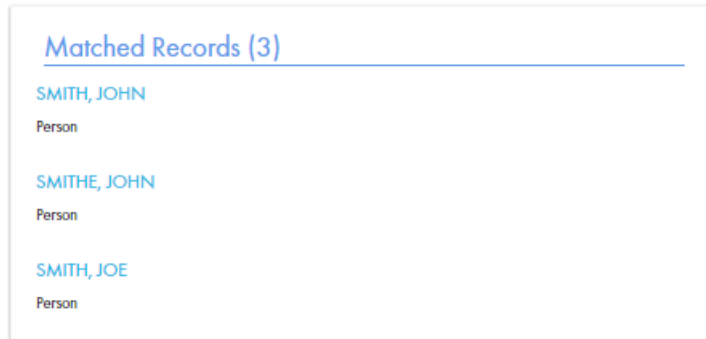 Matched Records (3)
SMITH, JOHN
Person
SMITHE, JOHN
Person
SMITH, JOE
Person